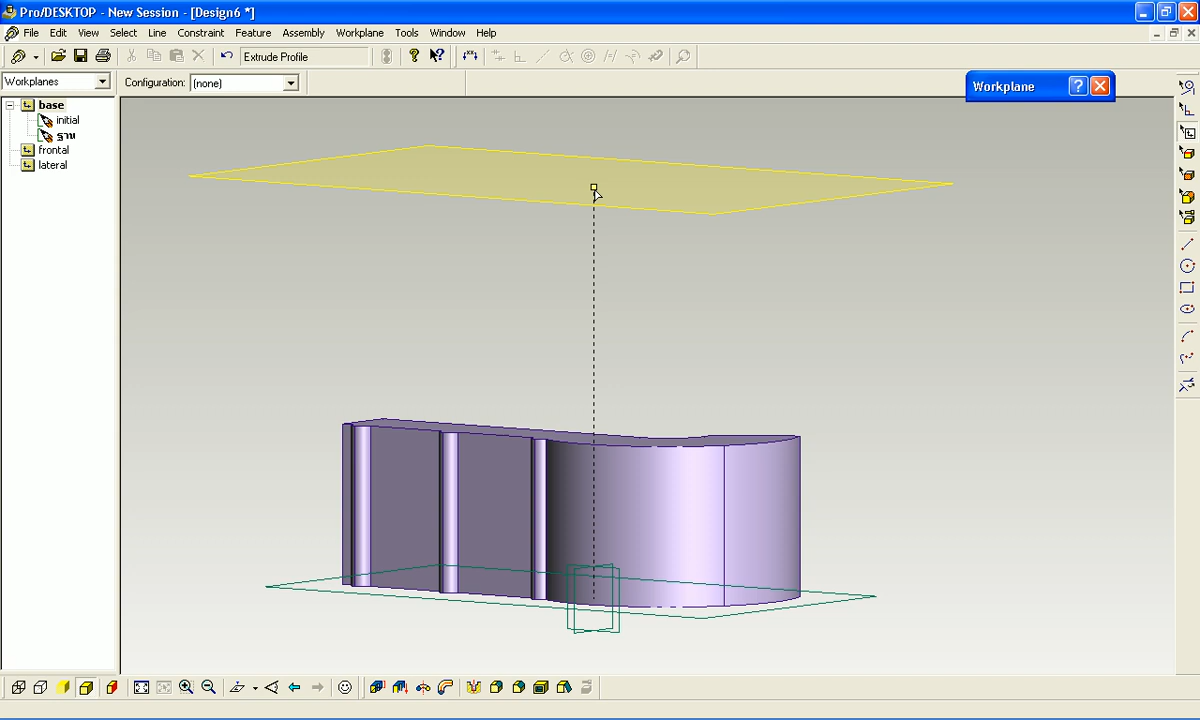 Pro/DESKTOP - New Session - [Design6 *]
File Edit View Select Line Constraint Feature Assembly Workplane Tools Window Help
Extrude Profile
Workplanes Configuration: (none)
Workplane
base
initial
ฐาน
frontal
lateral